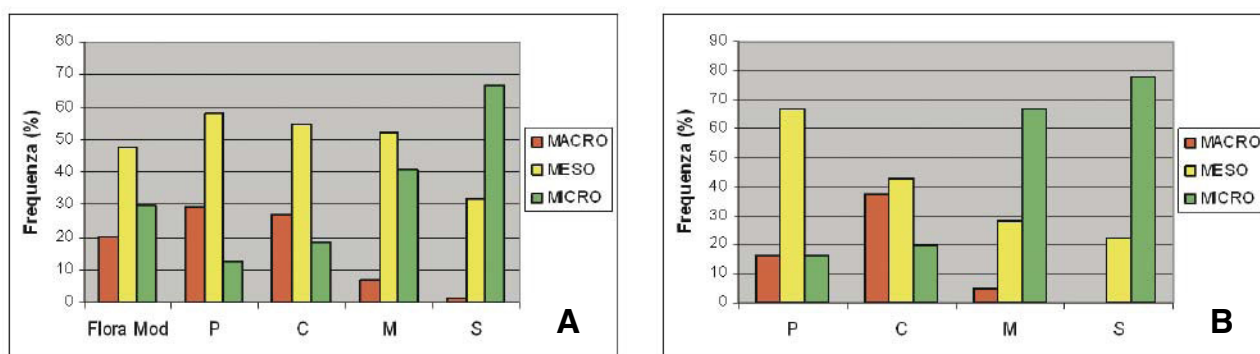 Frequenza (%)
80
70
60
50
40
30
20
10
0
Flora Mod P C M S
MACRO
MESO
MICRO
A
Frequenza (%)
90
80
70
60
50
40
30
20
10
0
P C M S
MACRO
MESO
MICRO
B